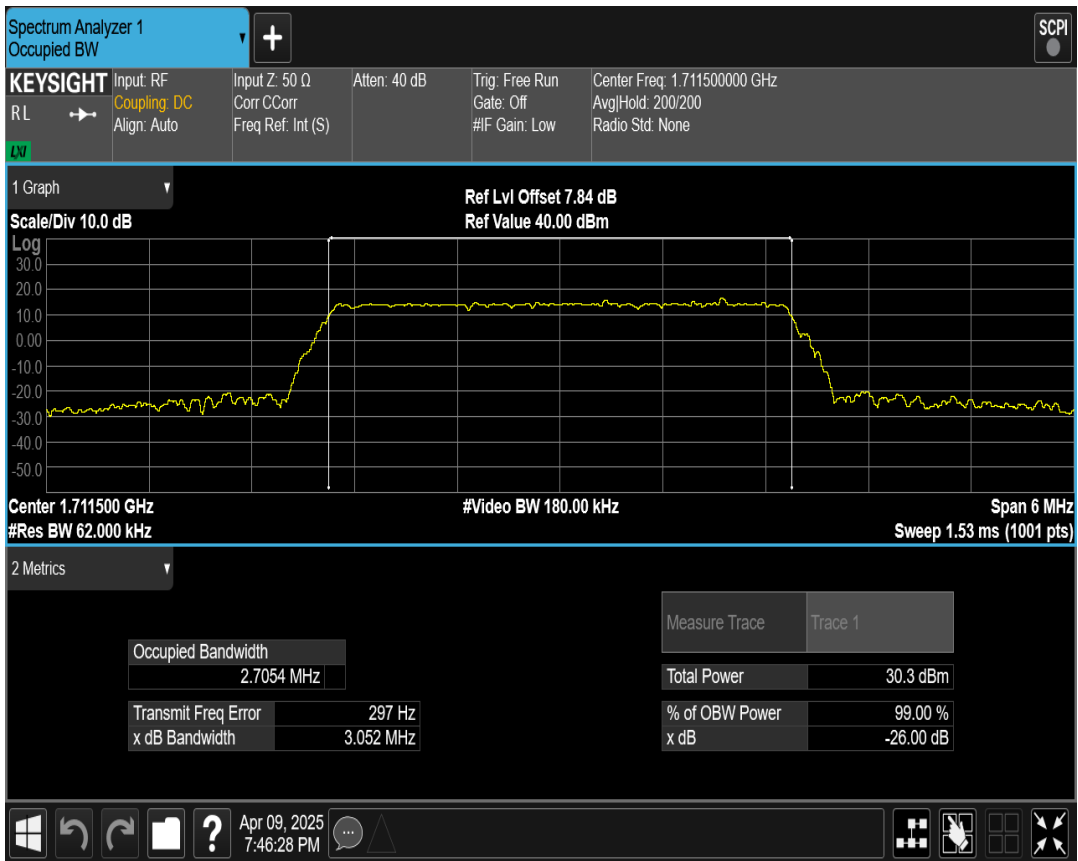 Spectrum Analyzer 1
Occupied BW
+
SCPI
KEYSIGHT
RL
LXI
Input: RF
Coupling: DC
Align: Auto
Input Z: 50 Ω
Corr CCorr
Freq Ref: Int (S)
Atten: 40 dB
Trig: Free Run
Gate: Off
#IF Gain: Low
Center Freq: 1.711500000 GHz
Avg|Hold: 200/200
Radio Std: None
1 Graph
Scale/Div 10.0 dB
Ref Lvl Offset 7.84 dB
Ref Value 40.00 dBm
Log
30.0
20.0
10.0
0.00
-10.0
-20.0
-30.0
-40.0
-50.0
Center 1.711500 GHz
#Res BW 62.000 kHz
#Video BW 180.00 kHz
Span 6 MHz
Sweep 1.53 ms (1001 pts)
2 Metrics
Occupied Bandwidth
2.7054 MHz
Transmit Freq Error 297 Hz
x dB Bandwidth 3.052 MHz
Measure Trace Trace 1
Total Power 30.3 dBm
% of OBW Power 99.00 %
x dB -26.00 dB
?
Apr 09, 2025
7:46:28 PM
...